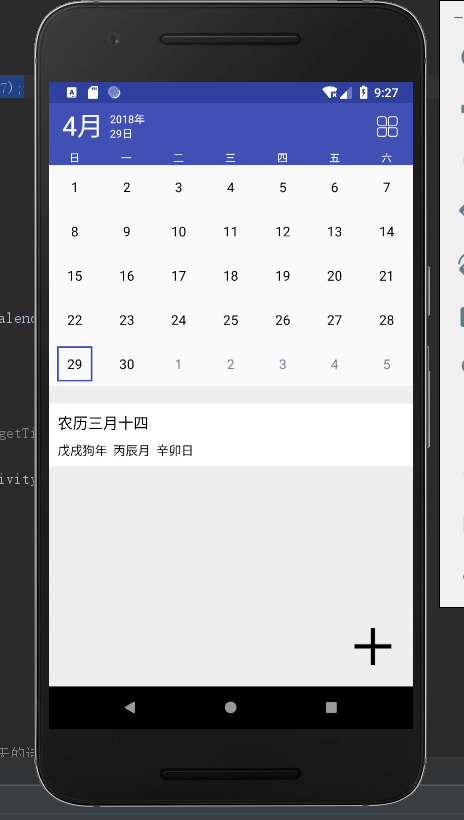 7);
9:27
4月
2018年
29日
日 一 二 三 四 五 六
1 2 3 4 5 6 7
8 9 10 11 12 13 14
15 16 17 18 19 20 21
22 23 24 25 26 27 28
29 30 1 2 3 4 5
alend
农历三月十四
getTi
戊戌狗年 丙辰月 辛卯日
ivity